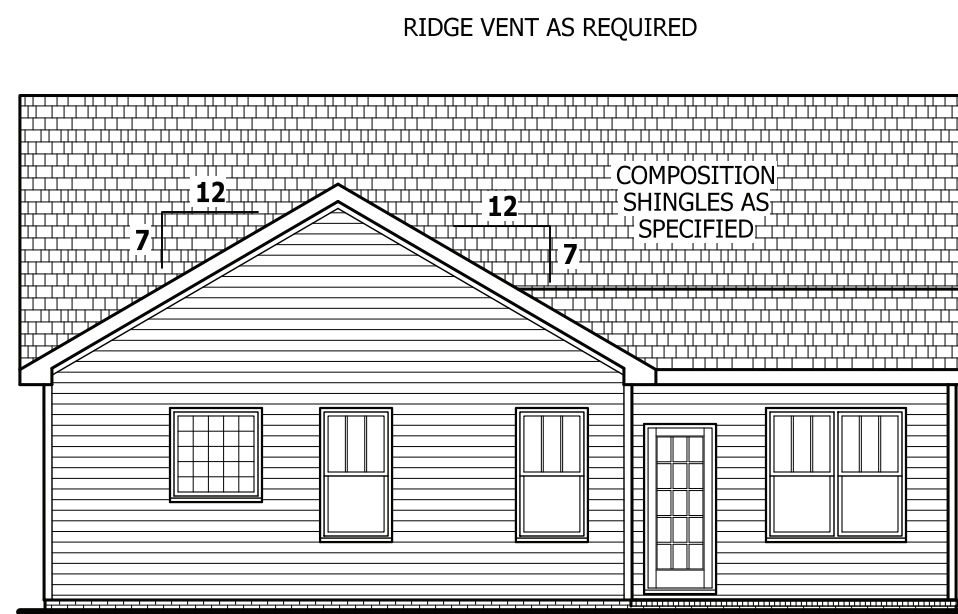 RIDGE VENT AS REQUIRED
COMPOSITION
SHINGLES AS
SPECIFIED
12
7
12
7